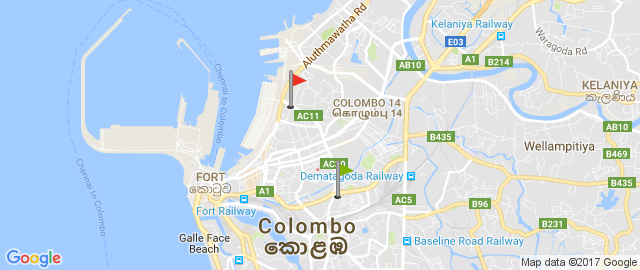 Kelaniya Railway
Aluthmawatha Rd
E03
A1
Waragoda Rd
AB10
B214
Chennai to Colombo
KELANIYA
කැලණිය
COLOMBO 14
கொழும்பு 14
AC11
AB10
B435
Wellampitiya
B469
AC10
Dematagoda Railway
B435
FORT
කොටුව
A1
AC5
Fort Railway
B96
Chennai to Colombo
Colombo
කොළඹ
B231
Galle Face
Beach
Baseline Road Railway
Google
Map data ©2017 Google